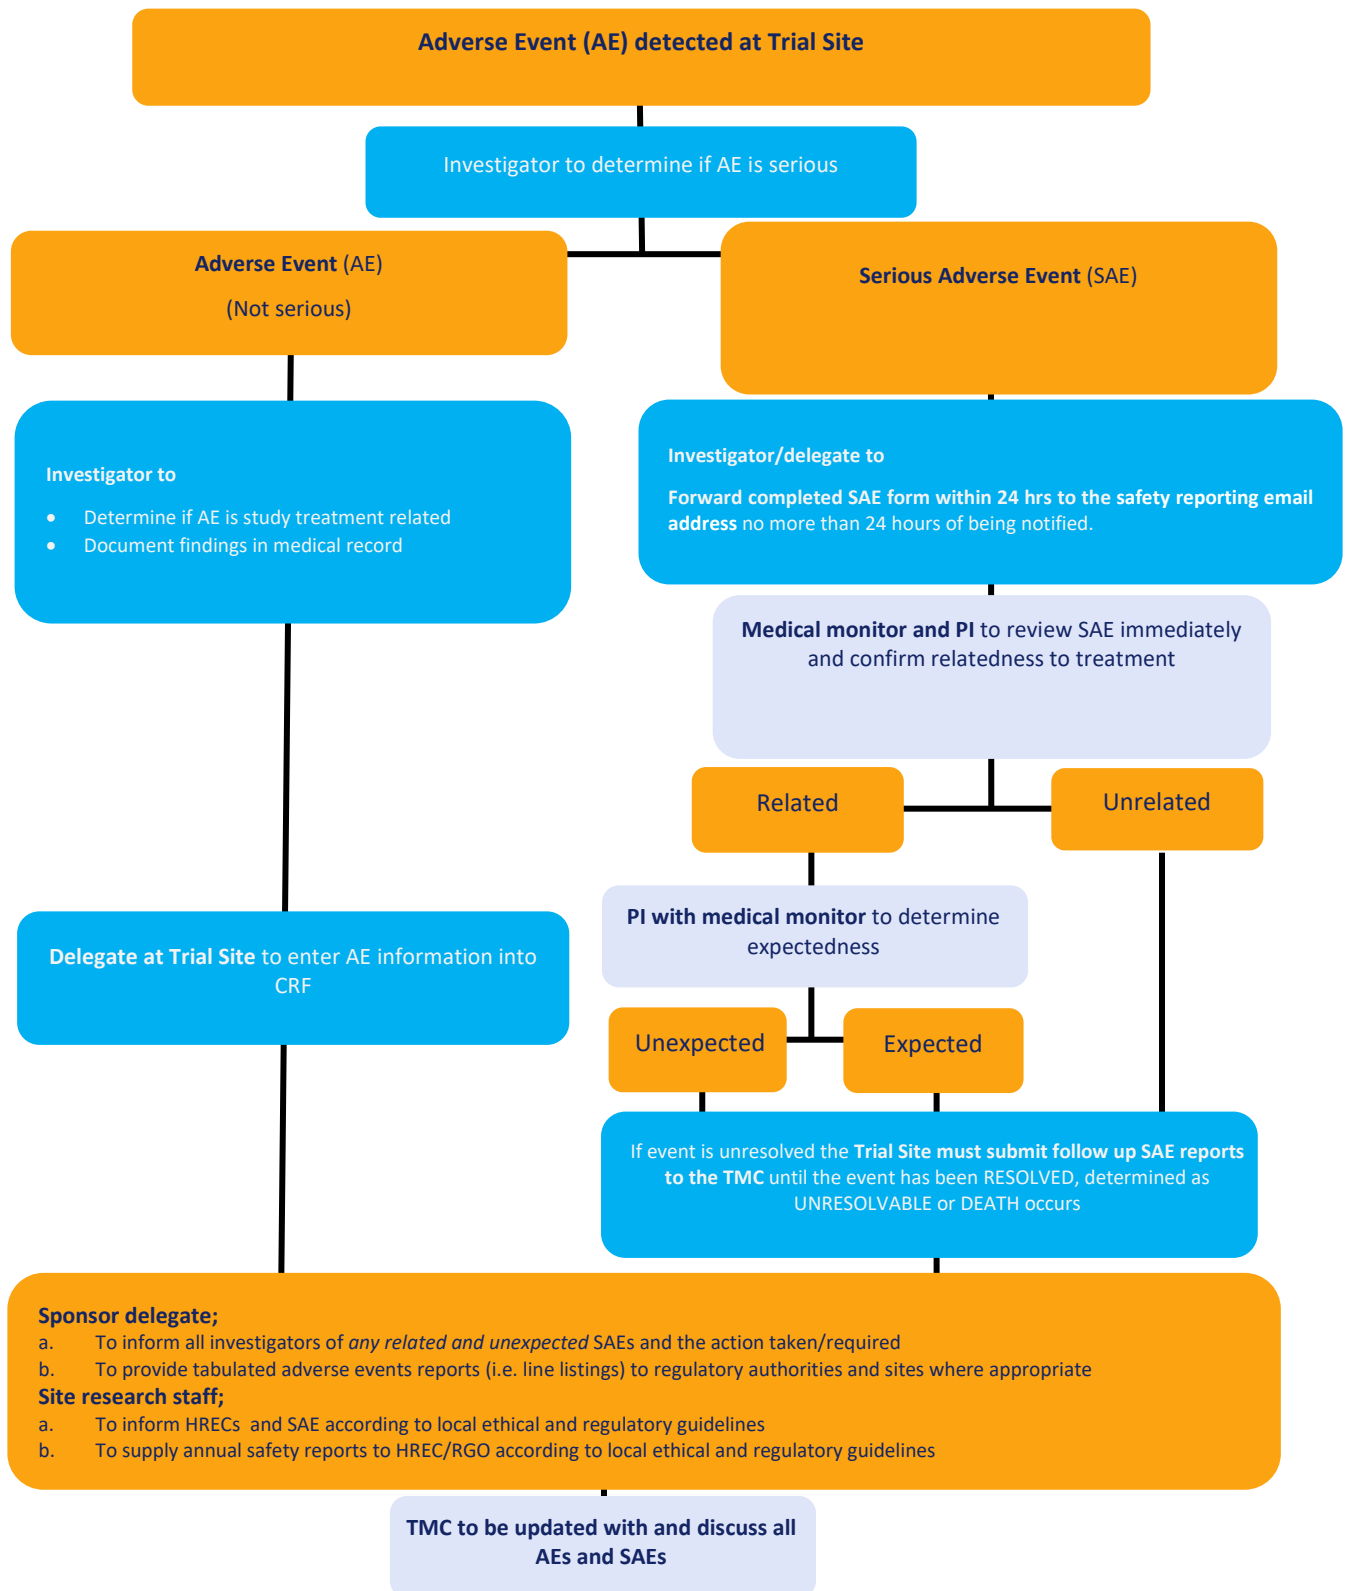 Adverse Event (AE) detected at Trial Site
Investigator to determine if AE is serious
Adverse Event (AE)
(Not serious)
Serious Adverse Event (SAE)
Investigator to
• Determine if AE is study treatment related
• Document findings in medical record
Investigator/delegate to
Forward completed SAE form within 24 hrs to the safety reporting email
address no more than 24 hours of being notified.
Medical monitor and PI to review SAE immediately
and confirm relatedness to treatment
Related
Unrelated
PI with medical monitor to determine
expectedness
Delegate at Trial Site to enter AE information into
CRF
Unexpected
Expected
If event is unresolved the Trial Site must submit follow up SAE reports
to the TMC until the event has been RESOLVED, determined as
UNRESOLVABLE or DEATH occurs
Sponsor delegate;
a. To inform all investigators of any related and unexpected SAEs and the action taken/required
b. To provide tabulated adverse events reports (i.e. line listings) to regulatory authorities and sites where appropriate
Site research staff;
a. To inform HRECs and SAE according to local ethical and regulatory guidelines
b. To supply annual safety reports to HREC/RGO according to local ethical and regulatory guidelines
TMC to be updated with and discuss all
AEs and SAEs